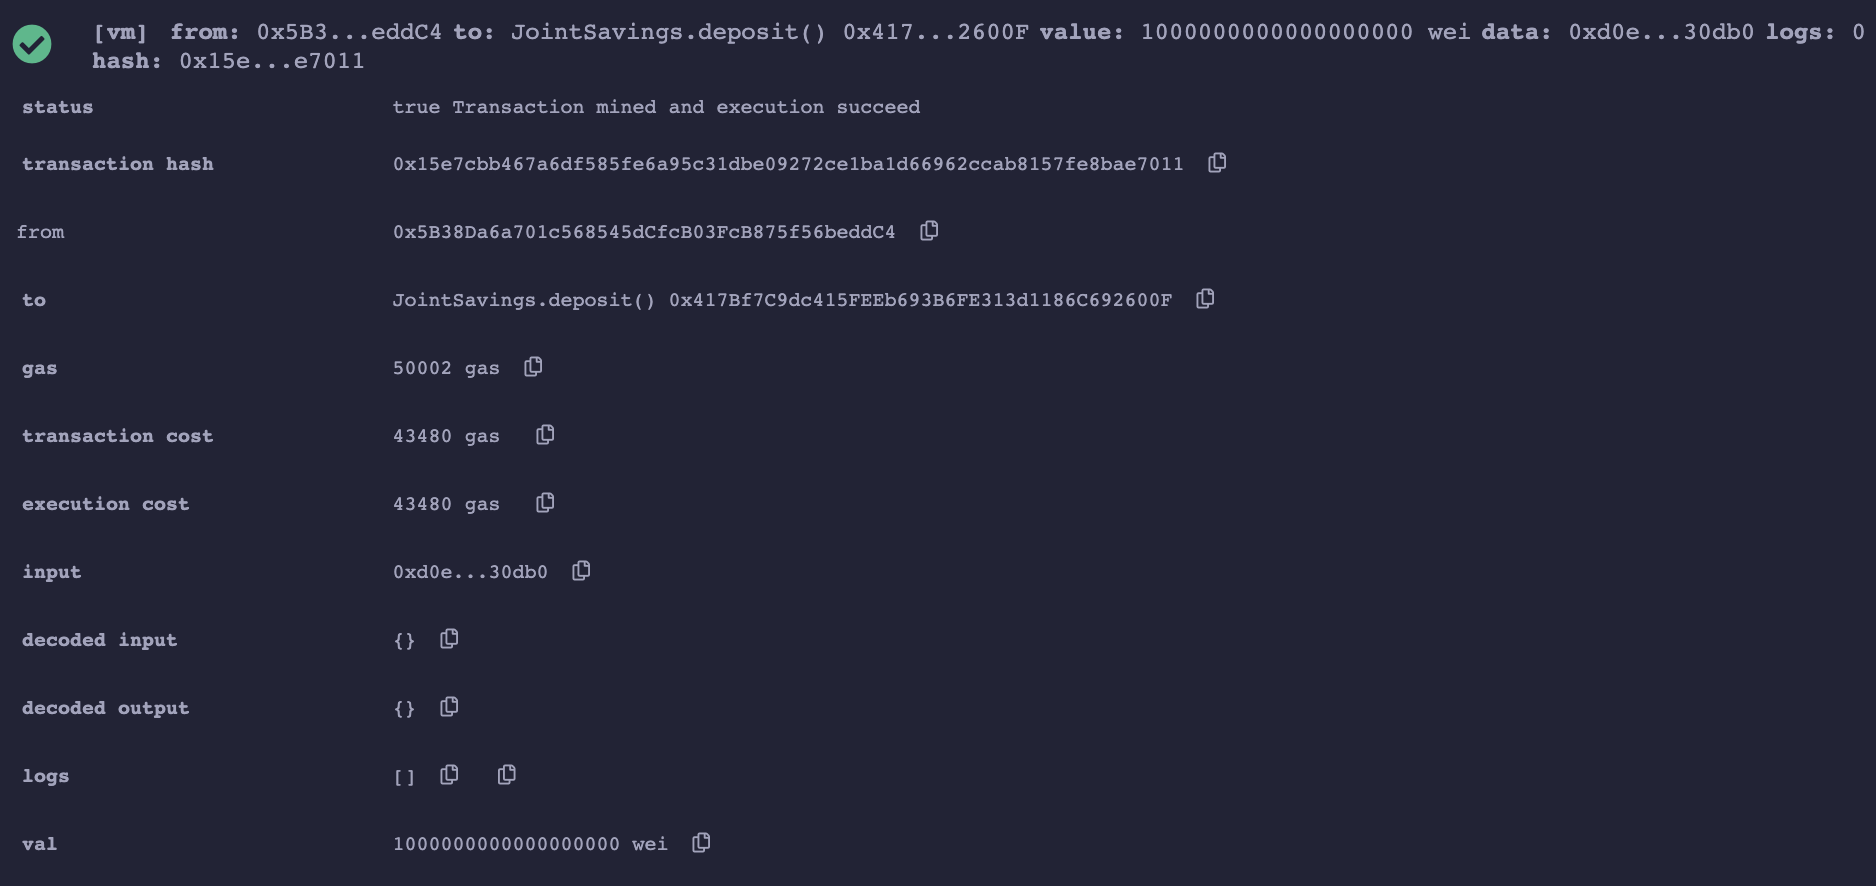 [vm] from: 0x5B3...eddC4 to: JointSavings.deposit() 0x417...2600F value: 1000000000000000000 wei data: 0xd0e...30db0 logs: 0
hash: 0x15e...e7011
status true Transaction mined and execution succeed
transaction hash 0x15e7cbb467a6df585fe6a95c31dbe09272ce1ba1d66962ccab8157fe8bae7011
from 0x5B38Da6a701c568545dCfcB03FcB875f56beddC4
to JointSavings.deposit() 0x417Bf7C9dc415FEEb693B6FE313d1186C692600F
gas 50002 gas
transaction cost 43480 gas
execution cost 43480 gas
input 0xd0e...30db0
decoded input {}
decoded output {}
logs []
val 1000000000000000000 wei